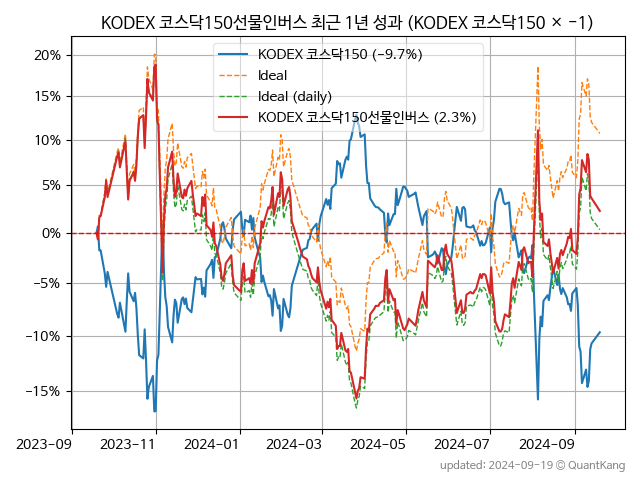 KODEX 코스닥150선물인버스 최근 1년 성과 (KODEX 코스닥150 × −1)
KODEX 코스닥150 (−9.7%)
Ideal
Ideal (daily)
KODEX 코스닥150선물인버스 (2.3%)
20%
15%
10%
5%
0%
−5%
−10%
−15%
2023-09 2023-11 2024-01 2024-03 2024-05 2024-07 2024-09
updated: 2024-09-19 @ QuantKang